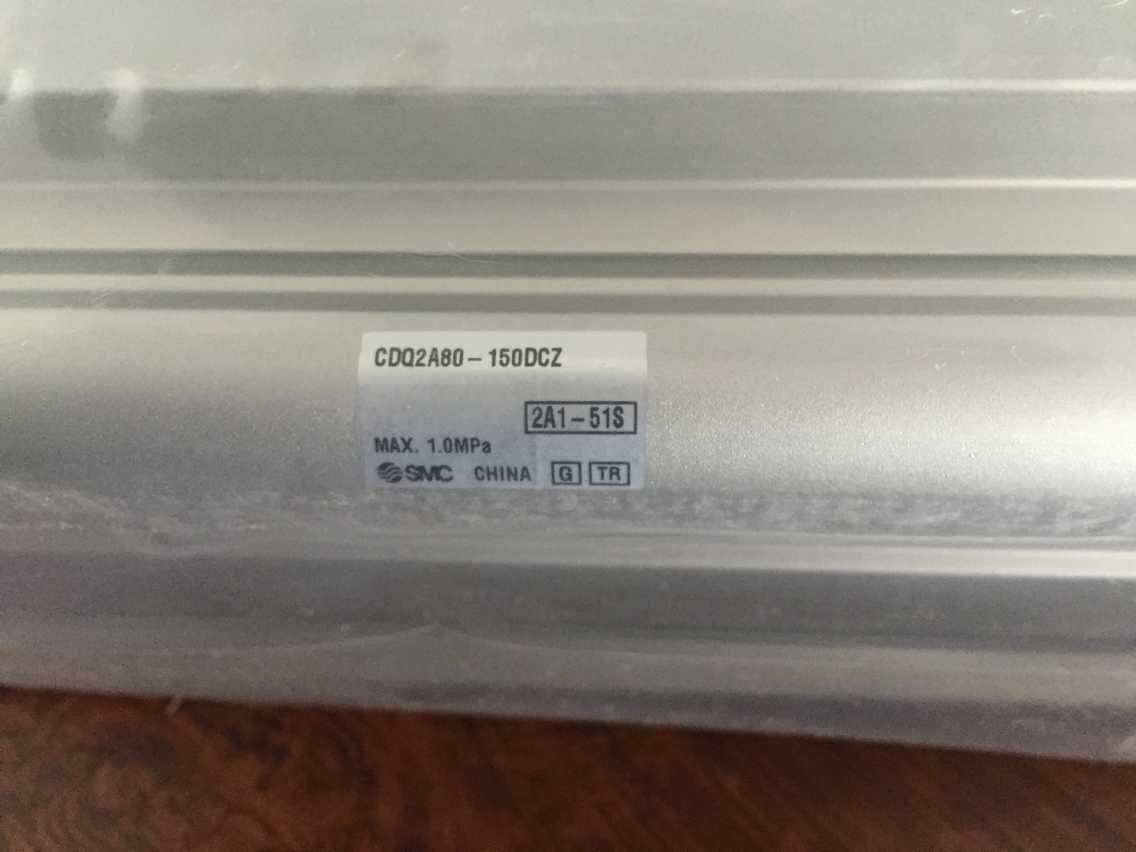 CDQ2A80-150DCZ
2A1-51S
MAX. 1.0MPa
SMC CHINA G TR